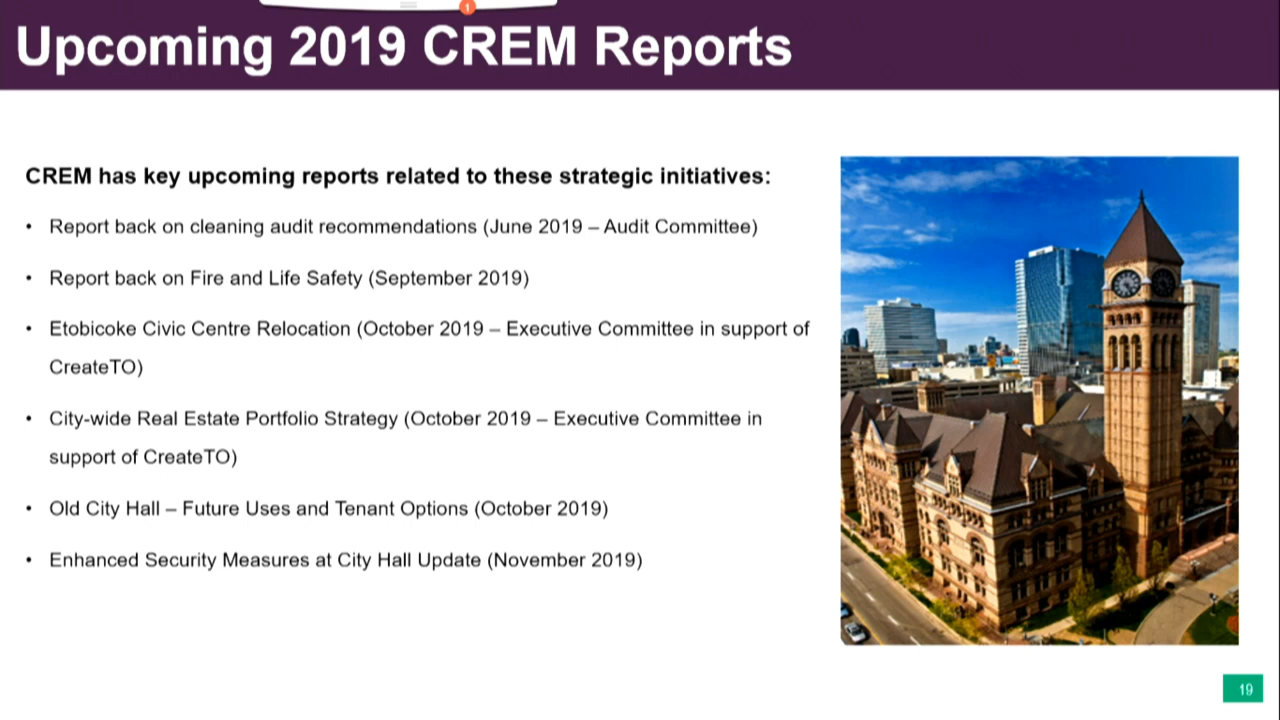 1
Upcoming 2019 CREM Reports
CREM has key upcoming reports related to these strategic initiatives:
• Report back on cleaning audit recommendations (June 2019 – Audit Committee)
• Report back on Fire and Life Safety (September 2019)
• Etobicoke Civic Centre Relocation (October 2019 – Executive Committee in support of
CreateTO)
• City-wide Real Estate Portfolio Strategy (October 2019 – Executive Committee in
support of CreateTO)
• Old City Hall – Future Uses and Tenant Options (October 2019)
• Enhanced Security Measures at City Hall Update (November 2019)
19